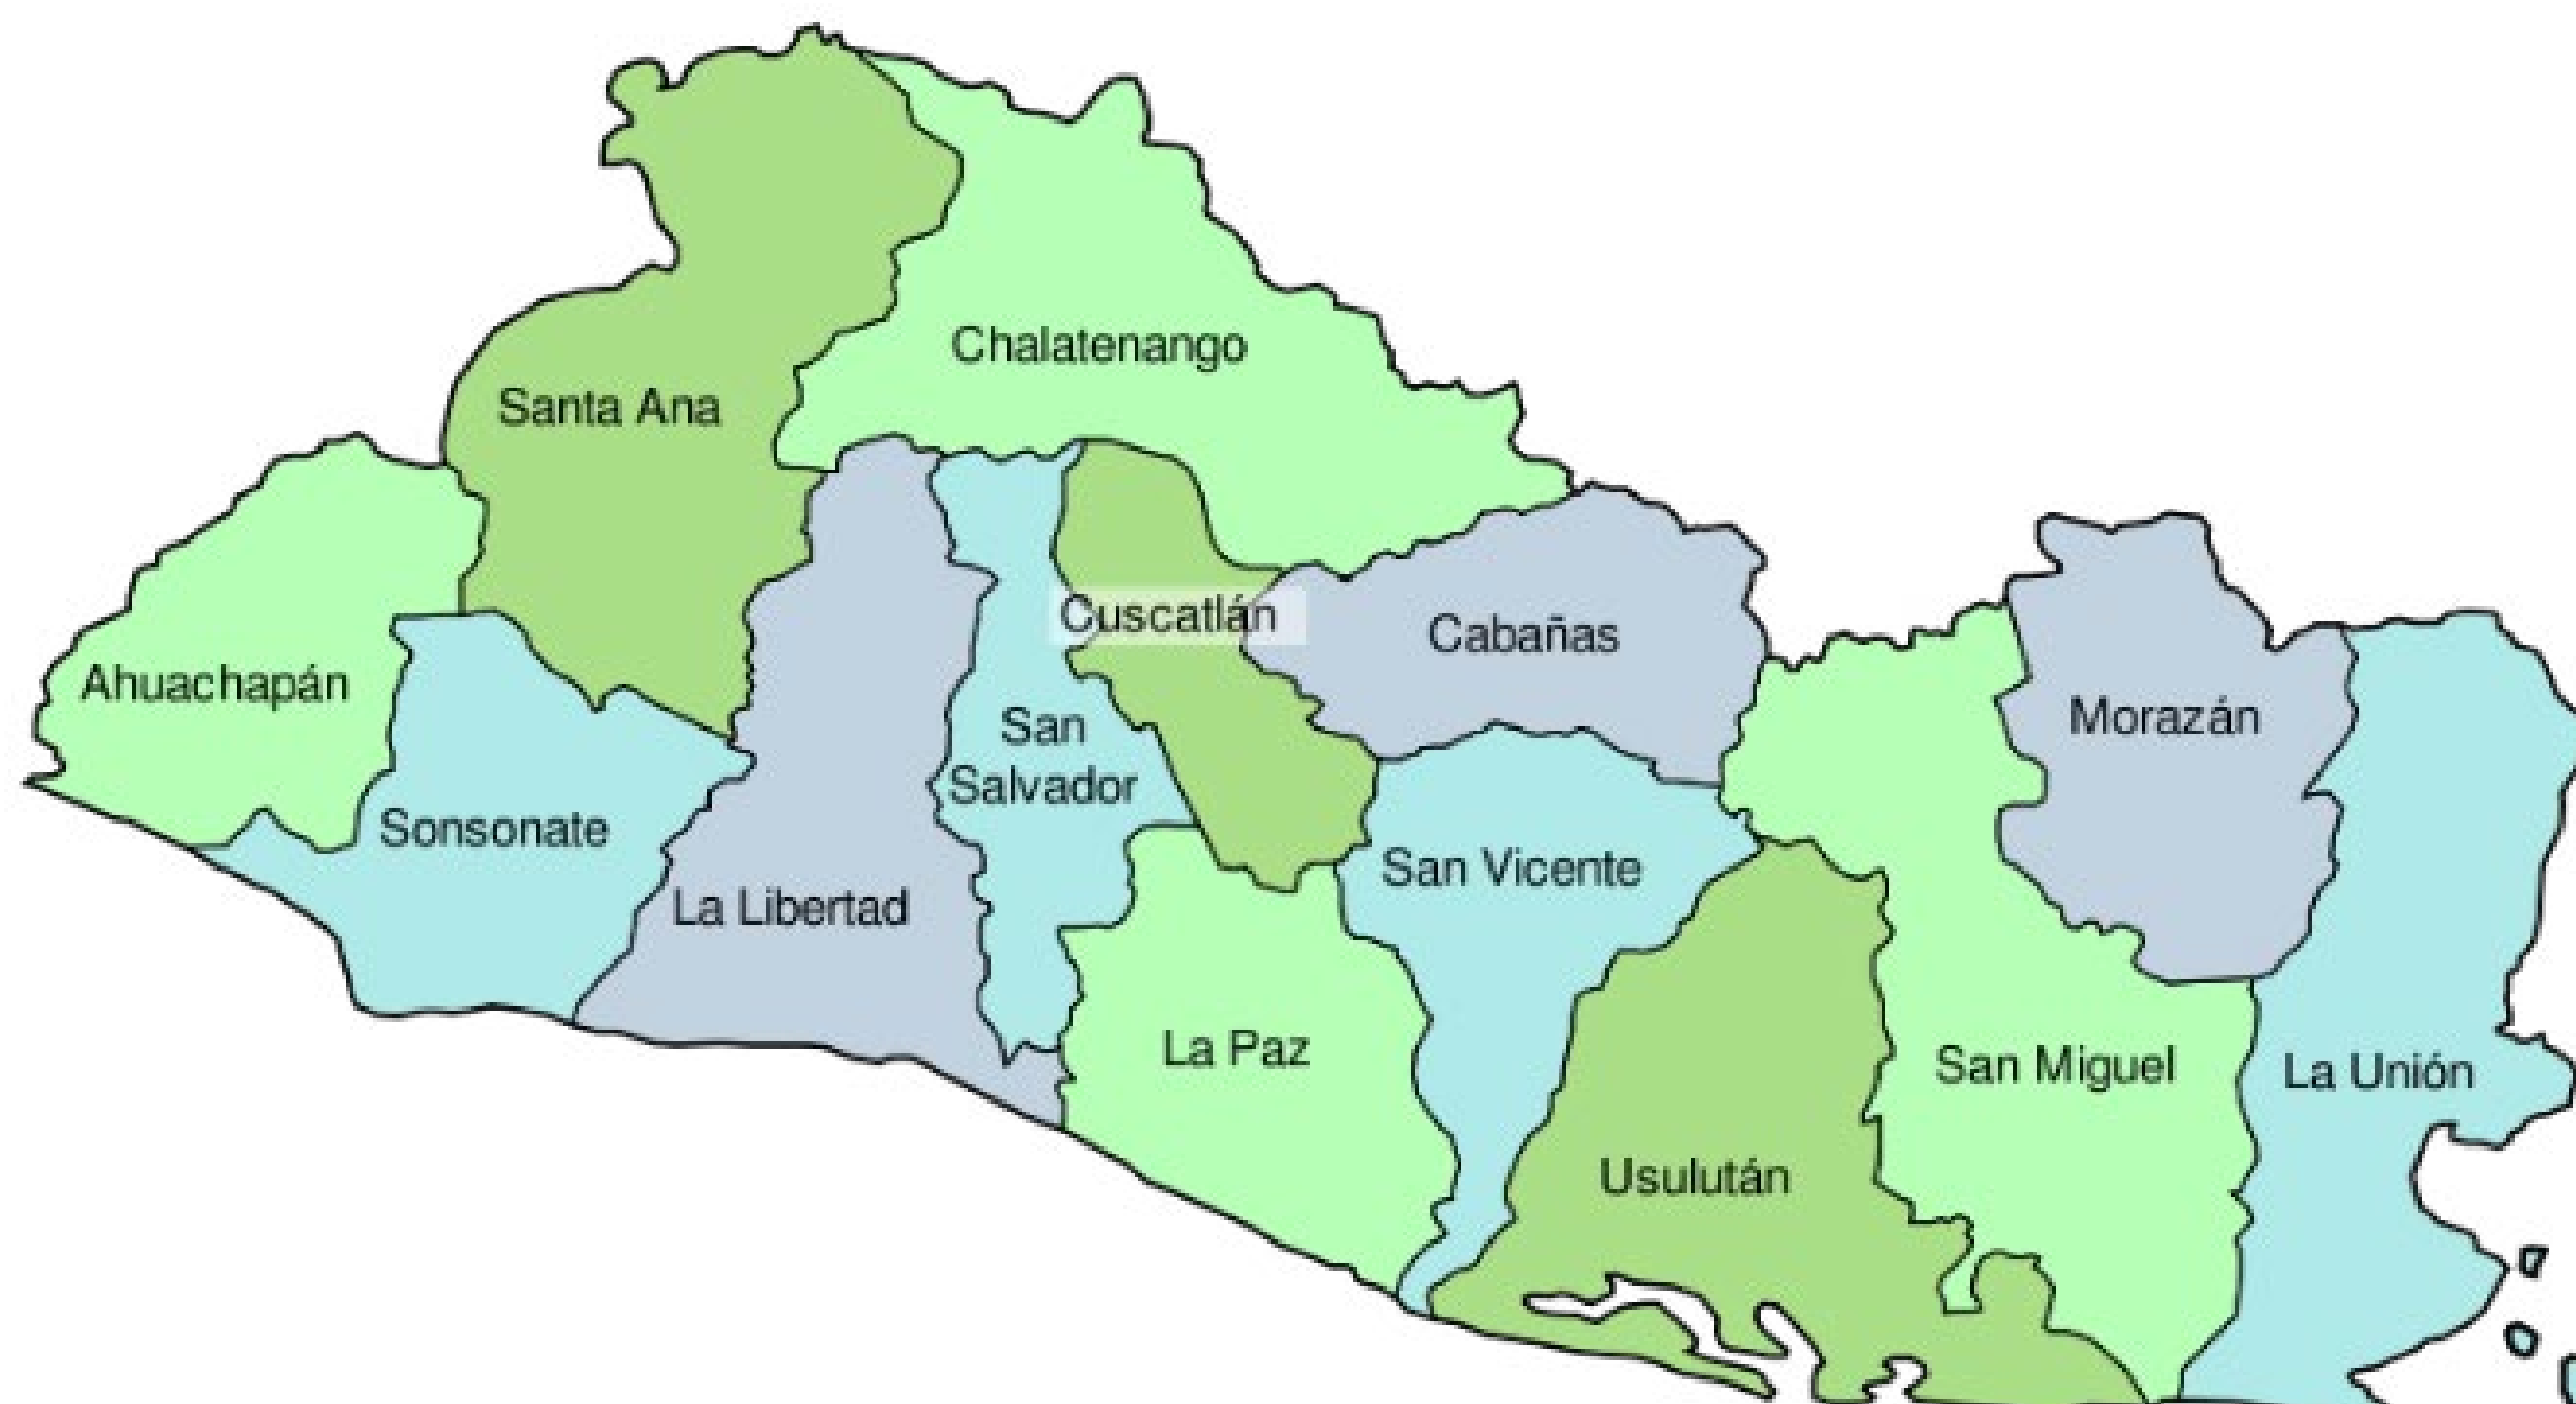 Chalatenango
Santa Ana
Cuscatlán
Cabañas
Ahuachapán
Morazán
San
Salvador
Sonsonate
San Vicente
La Libertad
La Paz
San Miguel
La Unión
Usulután